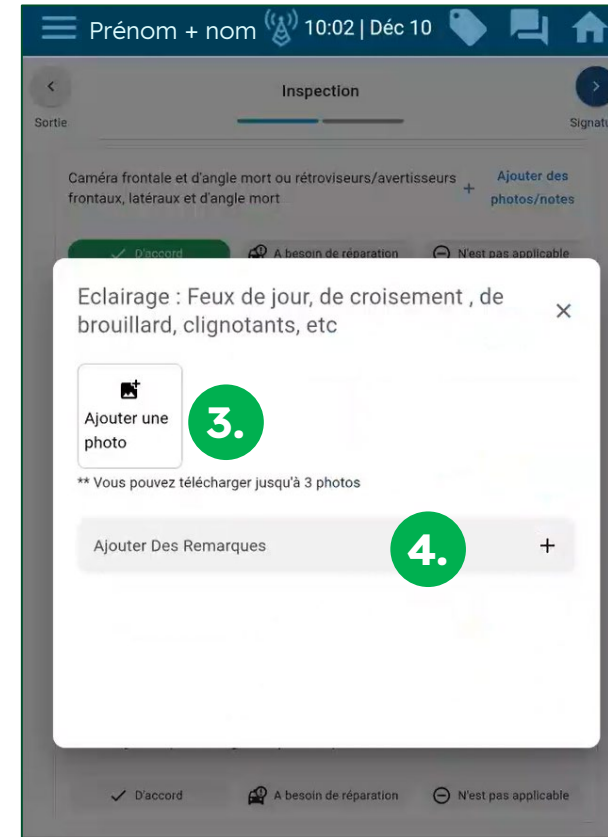 Prénom + nom 10:02 | Déc 10
Inspection
Sortie
Signatu
Caméra frontale et d'angle mort ou rétroviseurs/avertisseurs
frontaux, latéraux et d'angle mort
+ Ajouter des
photos/notes
D'accord A besoin de réparation N'est pas applicable
Eclairage : Feux de jour, de croisement , de
brouillard, clignotants, etc
Ajouter une
photo
3.
** Vous pouvez télécharger jusqu'à 3 photos
Ajouter Des Remarques 4. +
D'accord A besoin de réparation N'est pas applicable